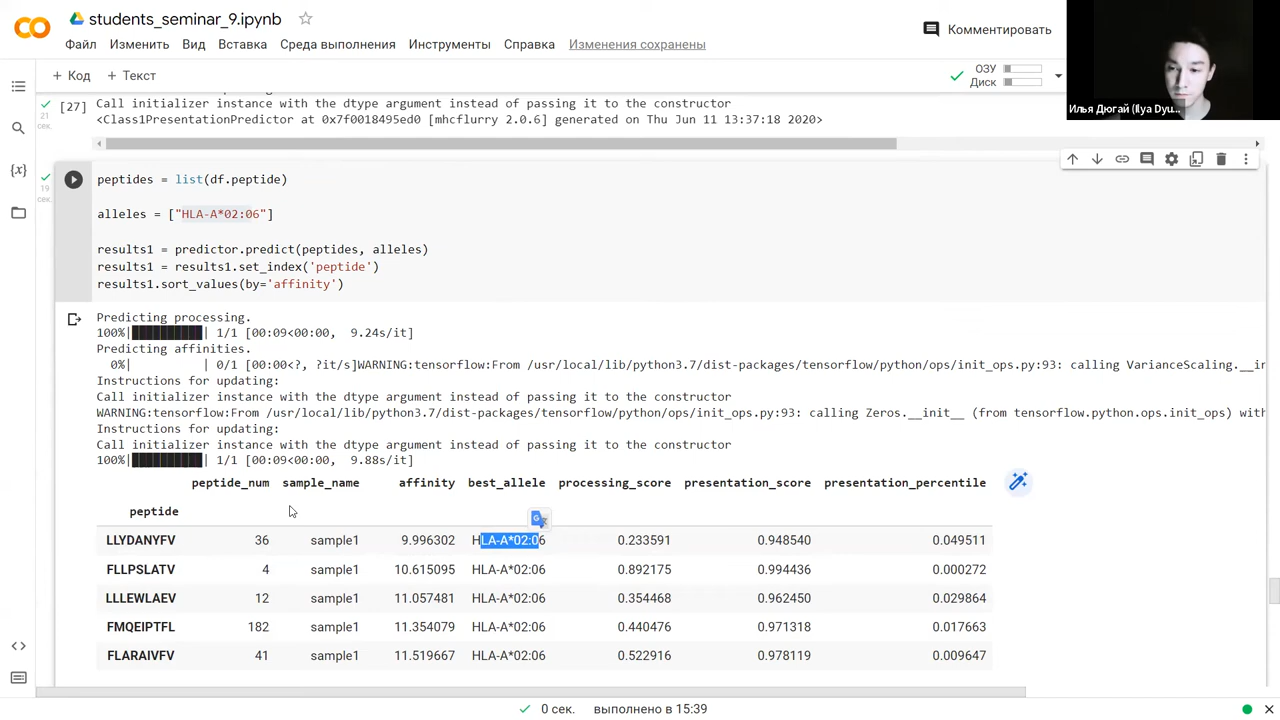 students_seminar_9.ipynb
Файл Изменить Вид Вставка Среда выполнения Инструменты Справка Изменения сохранены
Комментировать
ОЗУ
Диск
Илья Дюгай (Ilya Dyu...
+ Код + Текст
[27]
21
сек.
Call initializer instance with the dtype argument instead of passing it to the constructor
<Class1PresentationPredictor at 0x7f0018495ed0 [mhcflurry 2.0.6] generated on Thu Jun 11 13:37:18 2020>
{x}
19
сек.
peptides = list(df.peptide)
alleles = ["HLA-A*02:06"]
results1 = predictor.predict(peptides, alleles)
results1 = results1.set_index('peptide')
results1.sort_values(by='affinity')
Predicting processing.
100%|██████████| 1/1 [00:09<00:00, 9.24s/it]
Predicting affinities.
0%| | 0/1 [00:00<?, ?it/s]WARNING:tensorflow:From /usr/local/lib/python3.7/dist-packages/tensorflow/python/ops/init_ops.py:93: calling VarianceScaling.__in
Instructions for updating:
Call initializer instance with the dtype argument instead of passing it to the constructor
WARNING:tensorflow:From /usr/local/lib/python3.7/dist-packages/tensorflow/python/ops/init_ops.py:93: calling Zeros.__init__ (from tensorflow.python.ops.init_ops) with
Instructions for updating:
Call initializer instance with the dtype argument instead of passing it to the constructor
100%|██████████| 1/1 [00:09<00:00, 9.88s/it]
peptide_num sample_name affinity best_allele processing_score presentation_score presentation_percentile
peptide
LLYDANYFV 36 sample1 9.996302 HLA-A*02:06 0.233591 0.948540 0.049511
FLLPSLATV 4 sample1 10.615095 HLA-A*02:06 0.892175 0.994436 0.000272
LLLEWLAEV 12 sample1 11.057481 HLA-A*02:06 0.354468 0.962450 0.029864
FMQEIPTFL 182 sample1 11.354079 HLA-A*02:06 0.440476 0.971318 0.017663
FLARAIVFV 41 sample1 11.519667 HLA-A*02:06 0.522916 0.978119 0.009647
0 сек. выполнено в 15:39